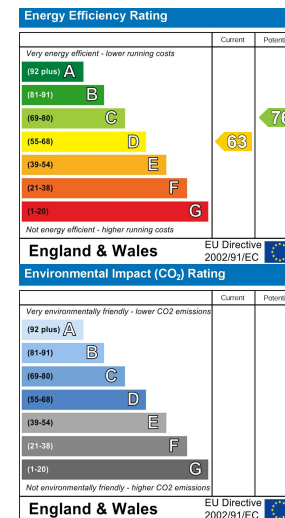 Energy Efficiency Rating
Current Potenti
Very energy efficient - lower running costs
(92 plus) A
(81-91) B
(69-80) C
(55-68) D
(39-54) E
(21-38) F
(1-20) G
63
76
Not energy efficient - higher running costs
England & Wales
EU Directive
2002/91/EC
Environmental Impact (CO₂) Rating
Current Potenti
Very environmentally friendly - lower CO2 emissions
(92 plus) A
(81-91) B
(69-80) C
(55-68) D
(39-54) E
(21-38) F
(1-20) G
Not environmentally friendly - higher CO2 emissions
England & Wales
EU Directive
2002/91/EC